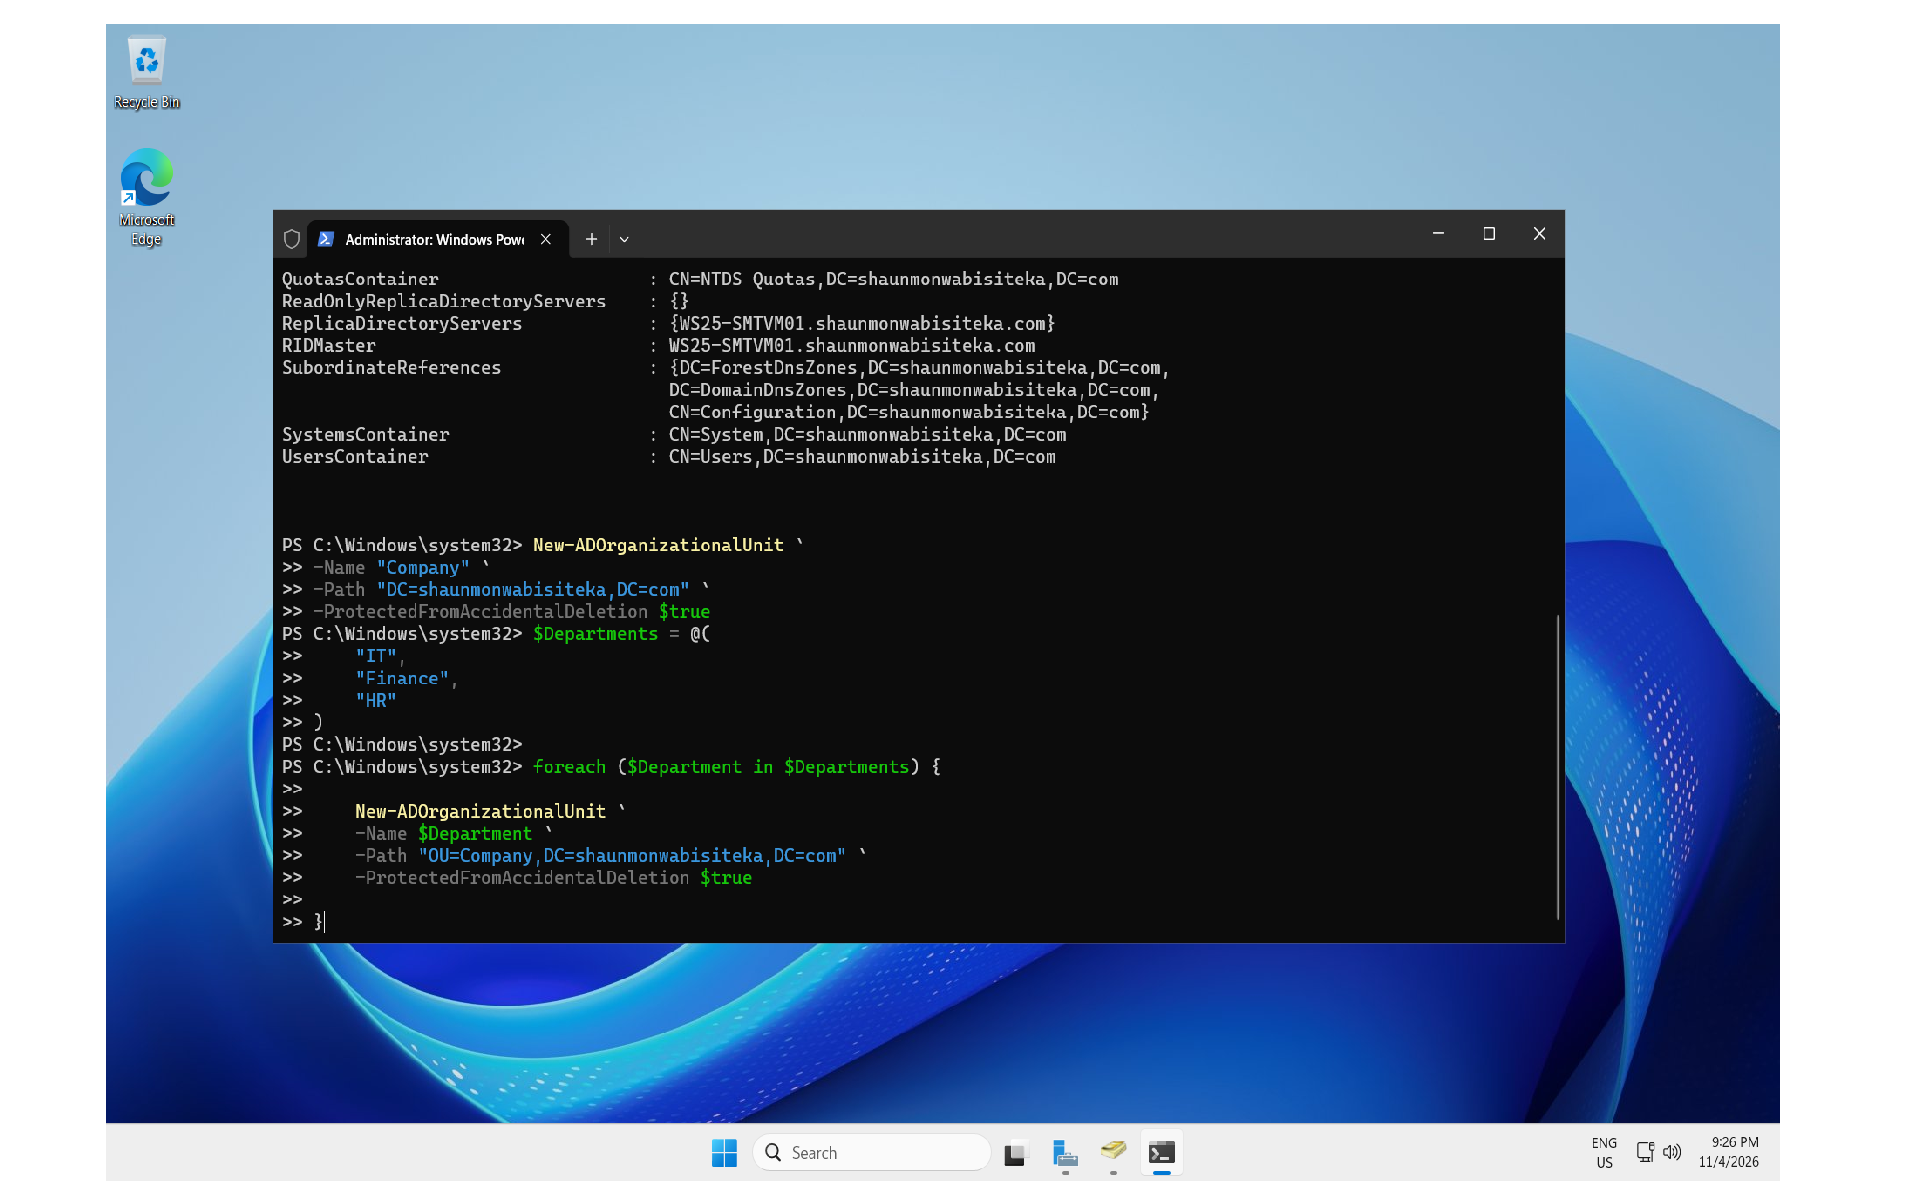 Recycle Bin
Microsoft
Edge
Administrator: Windows Powe
QuotasContainer : CN=NTDS Quotas,DC=shaunmonwabisiteka,DC=com
ReadOnlyReplicaDirectoryServers : {}
ReplicaDirectoryServers : {WS25-SMTVM01.shaunmonwabisiteka.com}
RIDMaster : WS25-SMTVM01.shaunmonwabisiteka.com
SubordinateReferences : {DC=ForestDnsZones,DC=shaunmonwabisiteka,DC=com,
DC=DomainDnsZones,DC=shaunmonwabisiteka,DC=com,
CN=Configuration,DC=shaunmonwabisiteka,DC=com}
SystemsContainer : CN=System,DC=shaunmonwabisiteka,DC=com
UsersContainer : CN=Users,DC=shaunmonwabisiteka,DC=com
PS C:\Windows\system32> New-ADOrganizationalUnit `
>> -Name "Company" `
>> -Path "DC=shaunmonwabisiteka,DC=com" `
>> -ProtectedFromAccidentalDeletion $true
PS C:\Windows\system32> $Departments = @(
>>     "IT",
>>     "Finance",
>>     "HR"
>> )
PS C:\Windows\system32>
PS C:\Windows\system32> foreach ($Department in $Departments) {
>>
>>     New-ADOrganizationalUnit `
>>     -Name $Department `
>>     -Path "OU=Company,DC=shaunmonwabisiteka,DC=com" `
>>     -ProtectedFromAccidentalDeletion $true
>>
>> }
Search
ENG
US
9:26 PM
11/4/2026